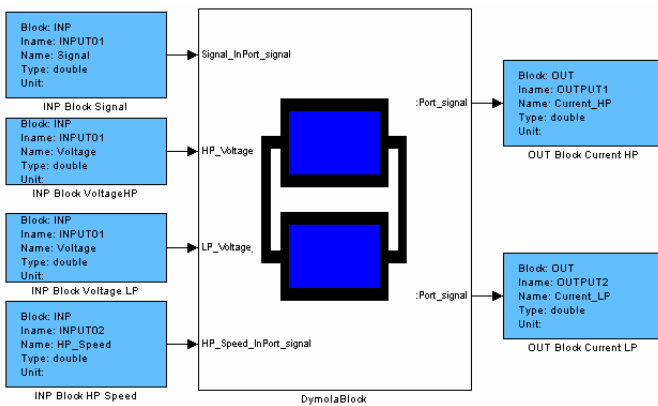 Block: INP
Iname: INPUT01
Name: Signal
Type: double
Unit:
INP Block Signal
Block: INP
Iname: INPUT01
Name: Voltage
Type: double
Unit:
INP Block VoltageHP
Block: INP
Iname: INPUT01
Name: Voltage
Type: double
Unit:
INP Block Voltage LP
Block: INP
Iname: INPUT02
Name: HP_Speed
Type: double
Unit:
INP Block HP Speed
Signal_InPort_signal
HP_Voltage
LP_Voltage
HP_Speed_InPort_signal
:Port_signal
:Port_signal
DymolaBlock
Block: OUT
Iname: OUTPUT1
Name: Current_HP
Type: double
Unit:
OUT Block Current HP
Block: OUT
Iname: OUTPUT2
Name: Current_LP
Type: double
Unit:
OUT Block Current LP